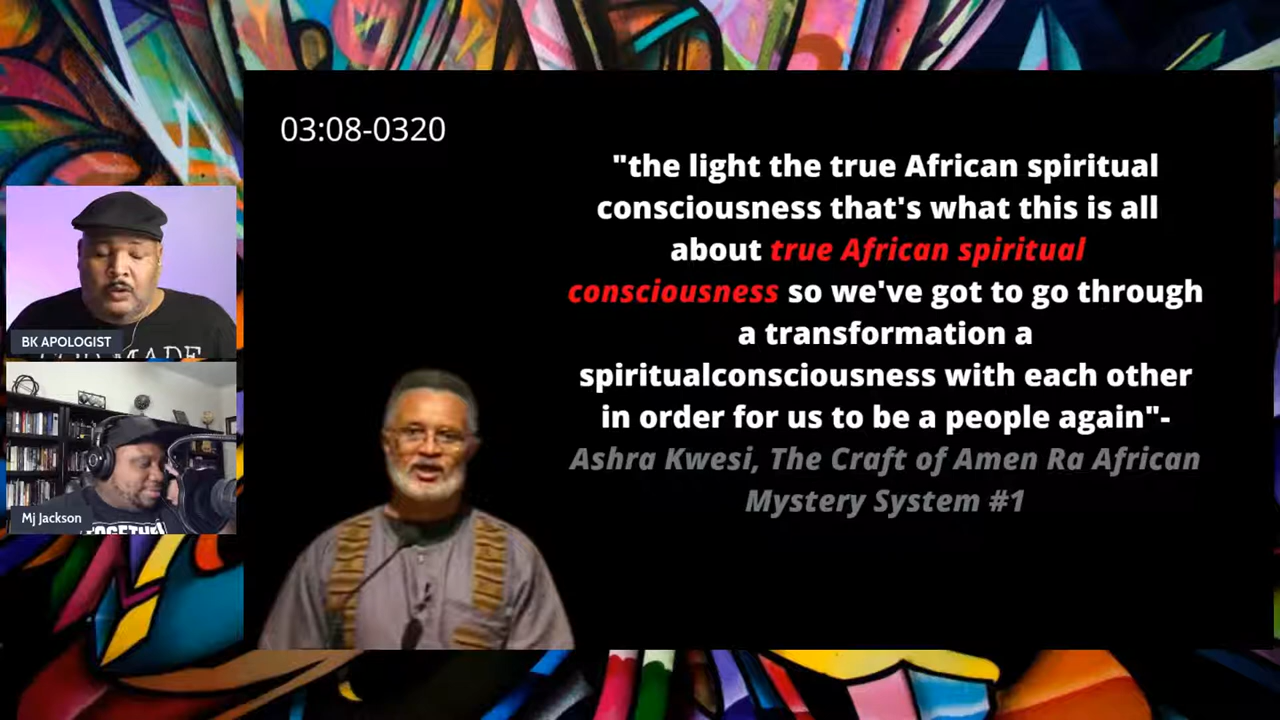 03:08-0320
"the light the true African spiritual
consciousness that's what this is all
about true African spiritual
consciousness so we've got to go through
a transformation a
spiritualconsciousness with each other
in order for us to be a people again"-
Ashra Kwesi, The Craft of Amen Ra African
Mystery System #1
BK APOLOGIST
MADE
Mj Jackson